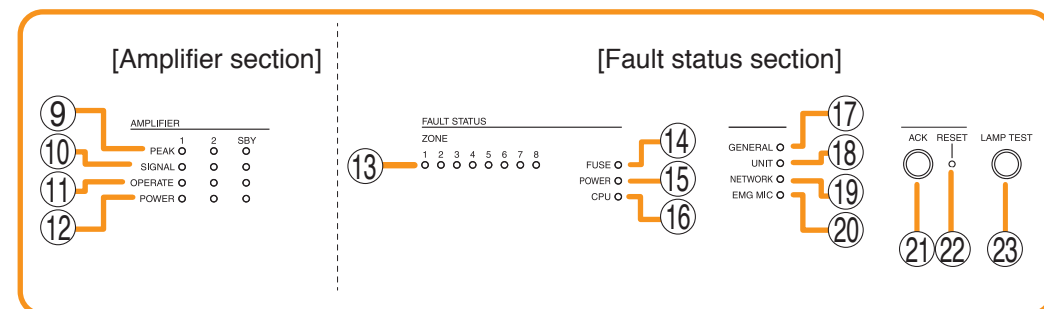 [Amplifier section]
[Fault status section]
9
10
11
12
AMPLIFIER
1 2 SBY
PEAK
SIGNAL
OPERATE
POWER
13
FAULT STATUS
ZONE
1 2 3 4 5 6 7 8
FUSE
POWER
CPU
14
15
16
GENERAL
UNIT
NETWORK
EMG MIC
17
18
19
20
ACK RESET LAMP TEST
21 22 23